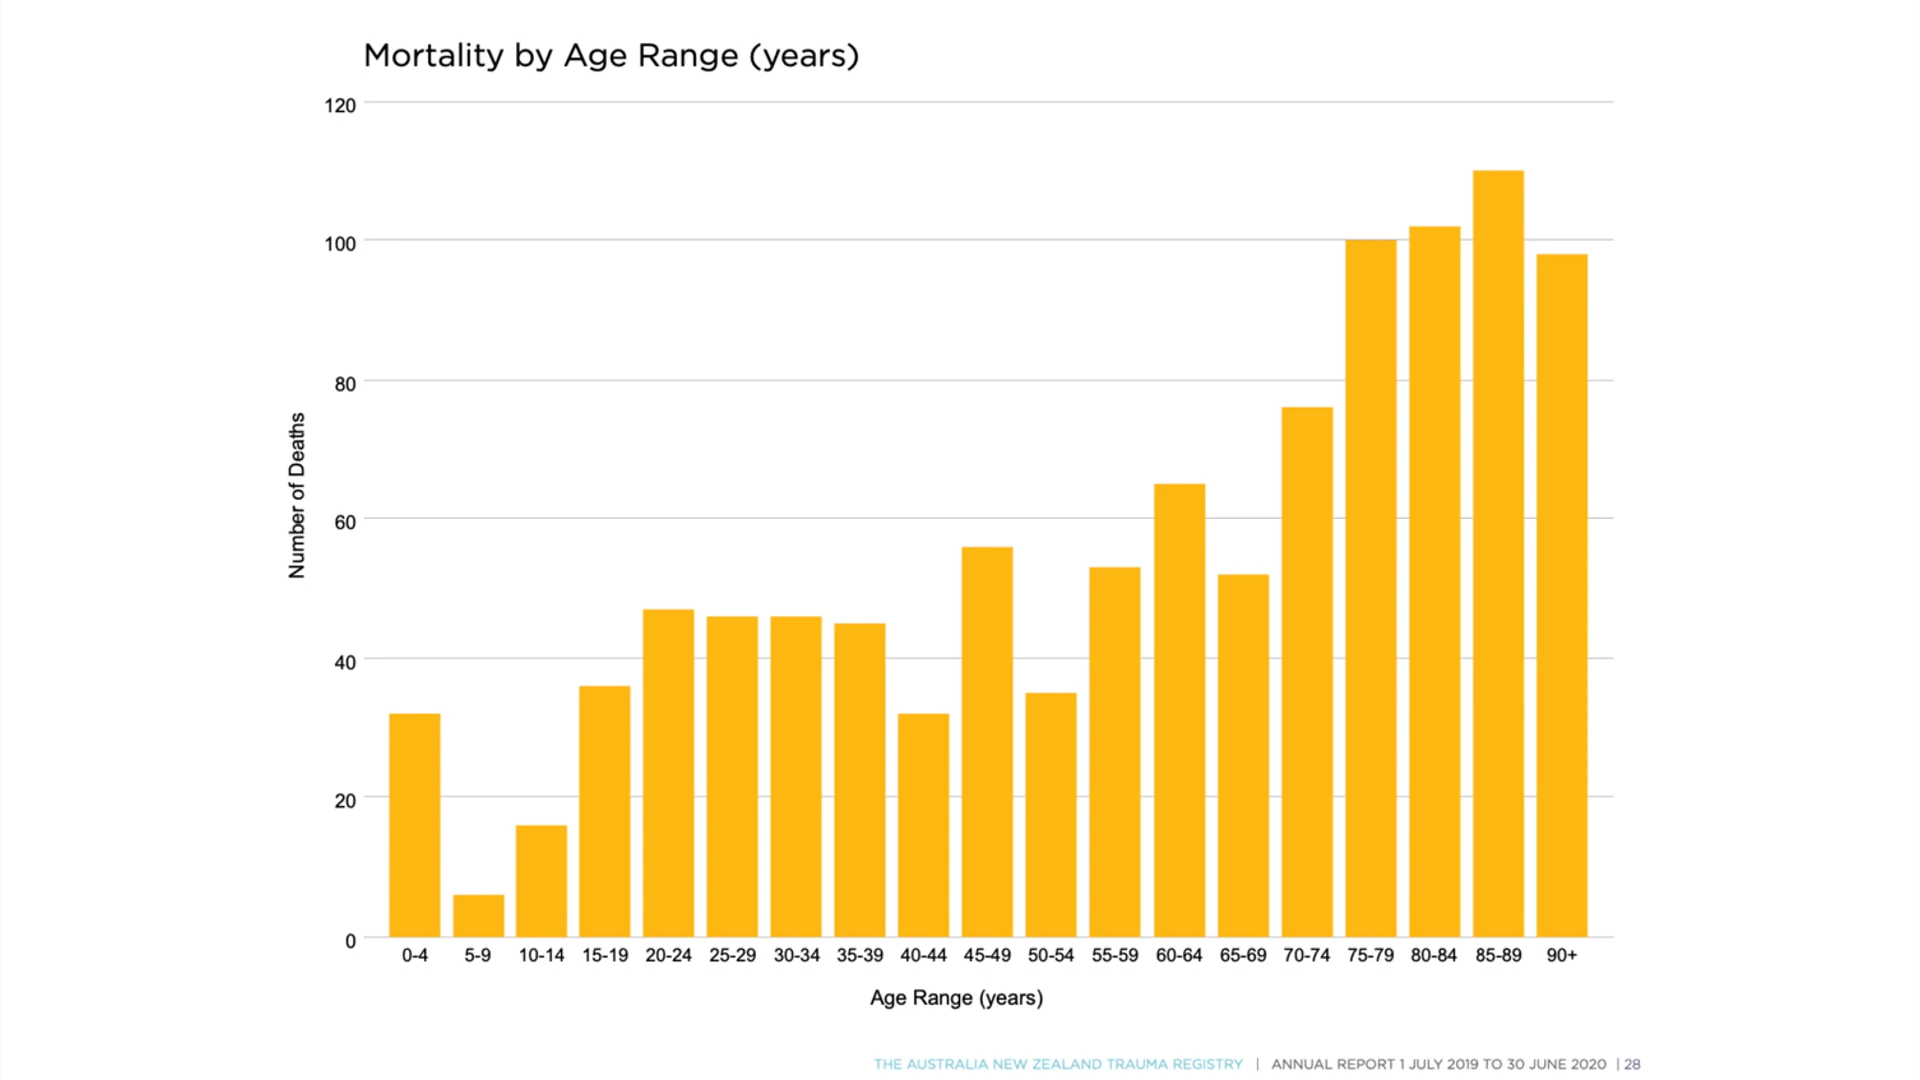 Mortality by Age Range (years)
120
100
80
60
40
20
0
Number of Deaths
0-4 5-9 10-14 15-19 20-24 25-29 30-34 35-39 40-44 45-49 50-54 55-59 60-64 65-69 70-74 75-79 80-84 85-89 90+
Age Range (years)
THE AUSTRALIA NEW ZEALAND TRAUMA REGISTRY | ANNUAL REPORT 1 JULY 2019 TO 30 JUNE 2020 | 28